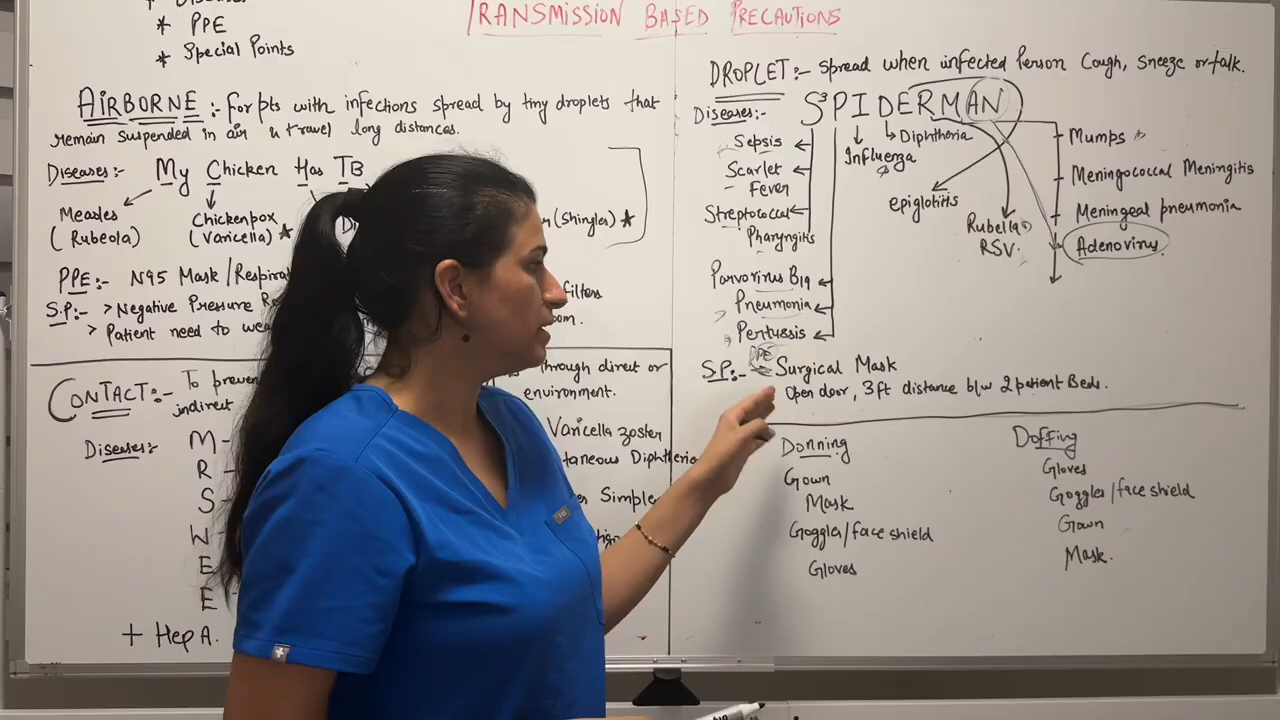 TRANSMISSION BASED PRECAUTIONS
* PPE
* Special Points
AIRBORNE :- for pts with infections spread by tiny droplets that
remain suspended in air & travel long distances.
Diseases:- My Chicken Has TB
Measles
(Rubeola)
Chickenpox
(Varicella) *
(Shingles) *
PPE:- N95 Mask/Respirat
filters
S.P:- > Negative Pressure
> Patient need to
CONTACT:- To preven
through direct or
indirect
environment.
Diseases:-
M-
R-
S-
W-
E
E
+ Hep A.
Varicella zoster
Diphtheria
Simple
DROPLET:- Spread when infected Person Cough, Sneeze or talk.
Diseases:- S³PIDERMAN
Sepsis
Scarlet
Fever
Streptococcal
Pharyngitis
Parvovirus B19
Pneumonia
Pertussis
Influenza
Diphtheria
epiglotitis
Rubella
RSV.
Mumps
Meningococcal Meningitis
Meningeal pneumonia
Adenovirus
PPE
S.P:- Surgical Mask
Open door, 3ft distance b/w 2 patient Beds.
Donning
Gown
Mask
Goggles/face shield
Gloves
Doffing
Gloves
Goggles/face shield
Gown
Mask.